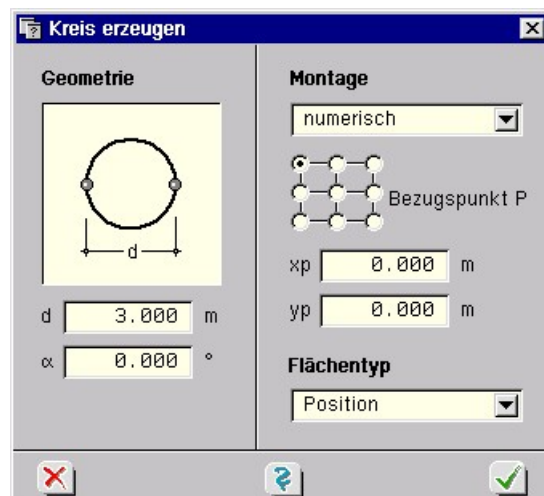 Kreis erzeugen
Geometrie
d
d 3.000 m
α 0.000 °
Montage
numerisch
Bezugspunkt P
xp 0.000 m
yp 0.000 m
Flächentyp
Position